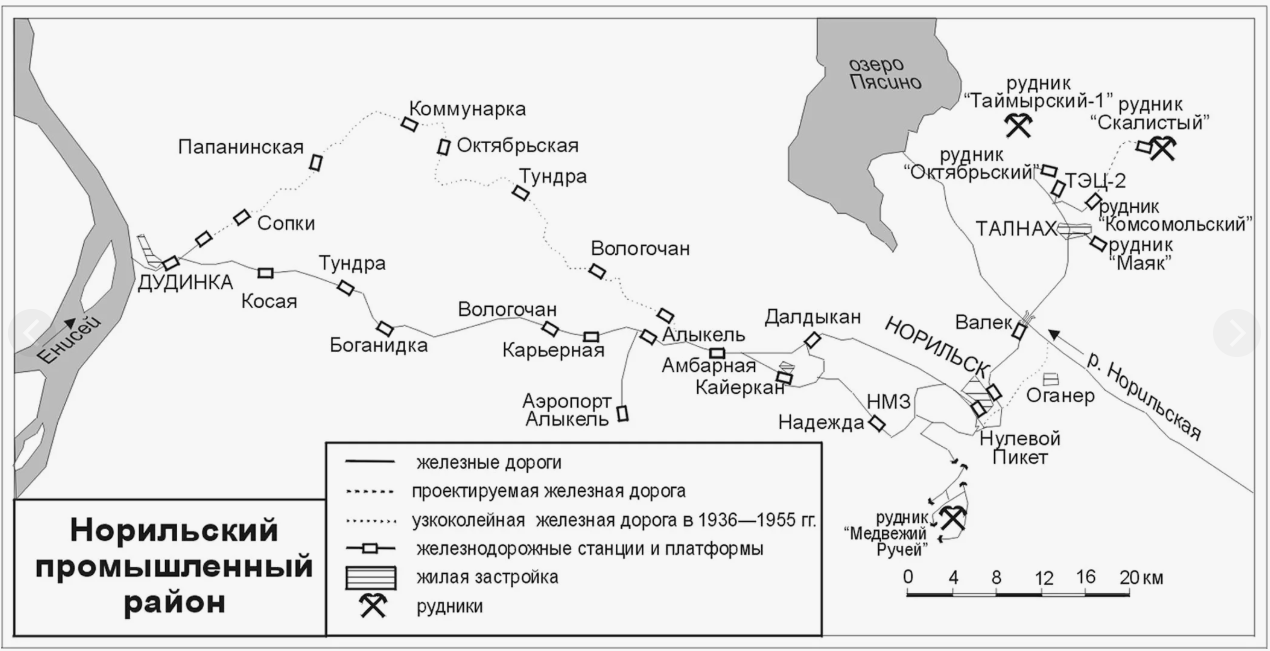 озеро
Пясино
рудник
“Таймырский-1”
рудник
“Скалистый”
Коммунарка
Октябрьская
Папанинская
Тундра
рудник
“Октябрьский”
ТЭЦ-2
рудник
“Комсомольский”
Сопки
ТАЛНАХ
рудник
“Маяк”
Вологочан
ДУДИНКА
Тундра
Косая
Вологочан
Далдыкан
Валек
Енисей
Боганидка
Карьерная
Алыкель
Амбарная
Кайеркан
НОРИЛЬСК
р. Норильская
Оганер
Аэропорт
Алыкель
НМЗ
Надежда
Нулевой
Пикет
рудник
“Медвежий
Ручей”
железные дороги
проектируемая железная дорога
узкоколейная железная дорога в 1936—1955 гг.
железнодорожные станции и платформы
жилая застройка
рудники
Норильский
промышленный
район
0 4 8 12 16 20 км